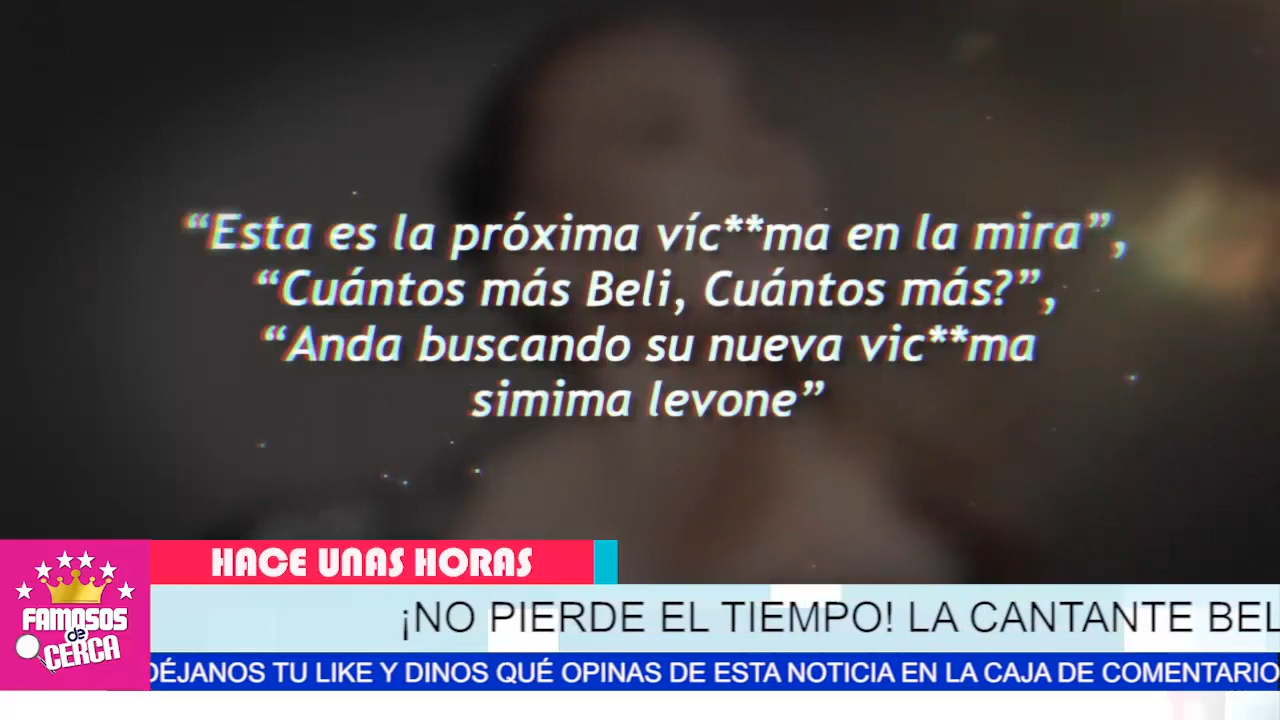 “Esta es la próxima víc**ma en la mira”,
“Cuántos más Beli, Cuántos más?”,
“Anda buscando su nueva vic**ma
simima levone”
HACE UNAS HORAS
FAMOSOS
de
CERCA
¡NO PIERDE EL TIEMPO! LA CANTANTE BEL
DÉJANOS TU LIKE Y DINOS QUÉ OPINAS DE ESTA NOTICIA EN LA CAJA DE COMENTARIO